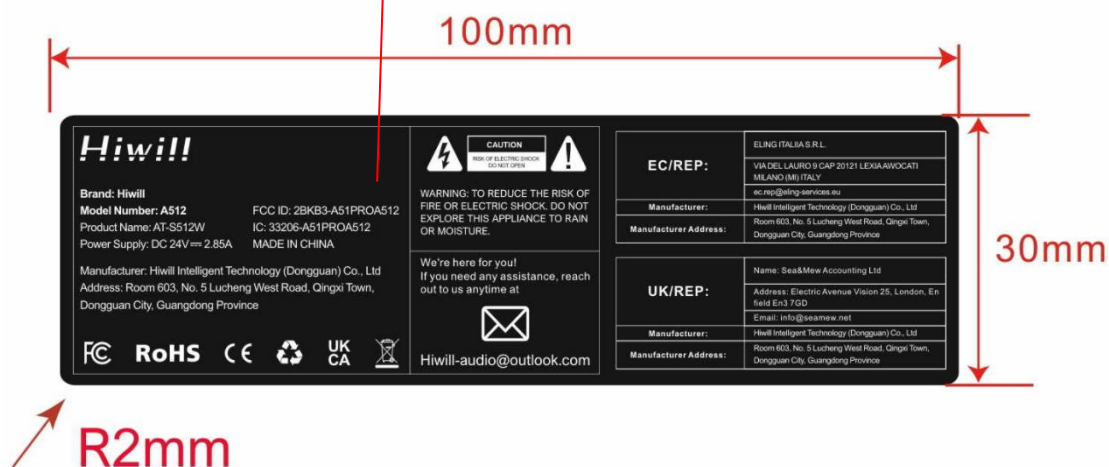 100mm
Hiwill
Brand: Hiwill
Model Number: A512
FCC ID: 2BKB3-A51PROA512
Product Name: AT-S512W
IC: 33206-A51PROA512
Power Supply: DC 24V⎓2.85A
MADE IN CHINA
Manufacturer: Hiwill Intelligent Technology (Dongguan) Co., Ltd
Address: Room 603, No. 5 Lucheng West Road, Qingxi Town,
Dongguan City, Guangdong Province
FC RoHS CE UK
CA
CAUTION
RISK OF ELECTRIC SHOCK
DO NOT OPEN
WARNING: TO REDUCE THE RISK OF
FIRE OR ELECTRIC SHOCK. DO NOT
EXPLORE THIS APPLIANCE TO RAIN
OR MOISTURE.
We're here for you!
If you need any assistance, reach
out to us anytime at
Hiwill-audio@outlook.com
EC/REP:
ELING ITALIIA S.R.L.
VIA DEL LAURO 9 CAP 20121 LEXIA AWOCATI
MILANO (MI) ITALY
ec.rep@eling-services.eu
Manufacturer:
Hiwill Inteligent Technology (Dongguan) Co., Ltd
Manufacturer Address:
Room 603, No. 5 Lucheng West Road, Qingxi Town,
Dongguan City, Guangdong Province
UK/REP:
Name: Sea&Mew Accounting Ltd
Address: Electric Avenue Vision 25, London, En
field En3 7GD
Email: info@seamew.net
Manufacturer:
Hiwill Inteligent Technology (Dongguan) Co., Ltd
Manufacturer Address:
Room 603, No. 5 Lucheng West Road, Qingxi Town,
Dongguan City, Guangdong Province
30mm
R2mm